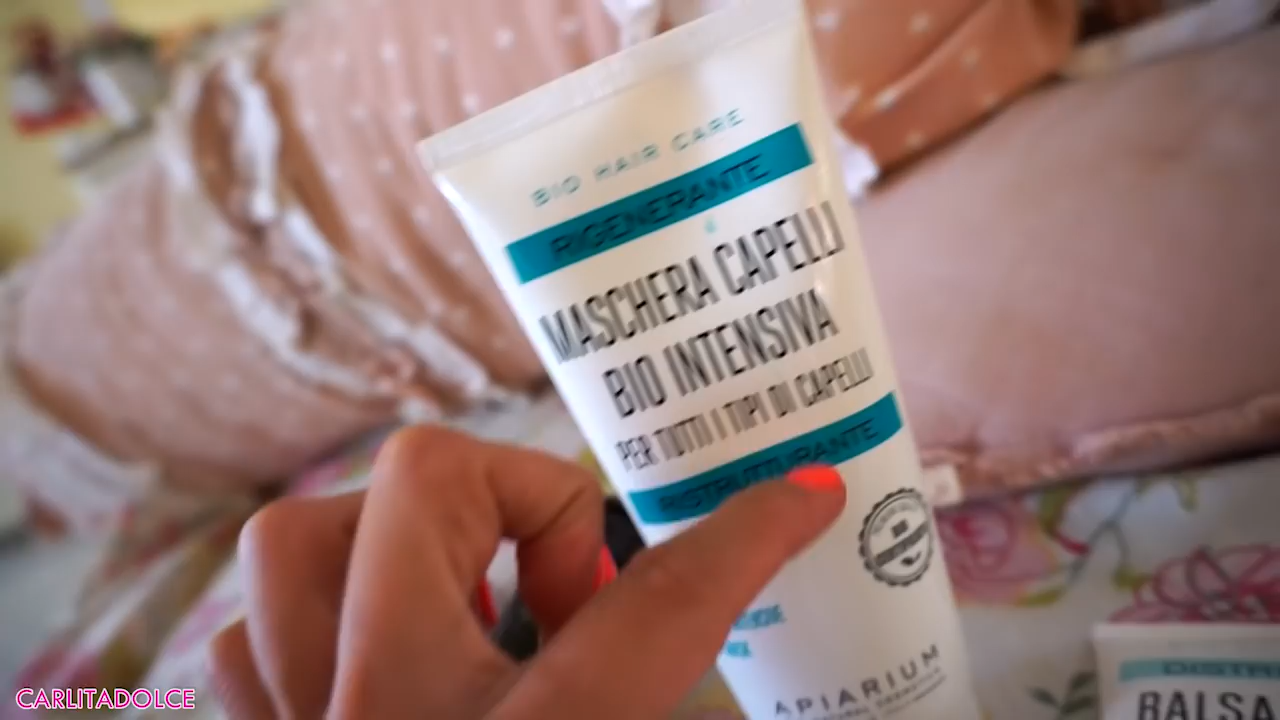 BIO HAIR CARE
RIGENERANTE
MASCHERA CAPELLI
BIO INTENSIVA
PER TUTTI I TIPI DI CAPELLI
RISTRUTTURANTE
APIARIUM
BALSA
CARLITADOLCE